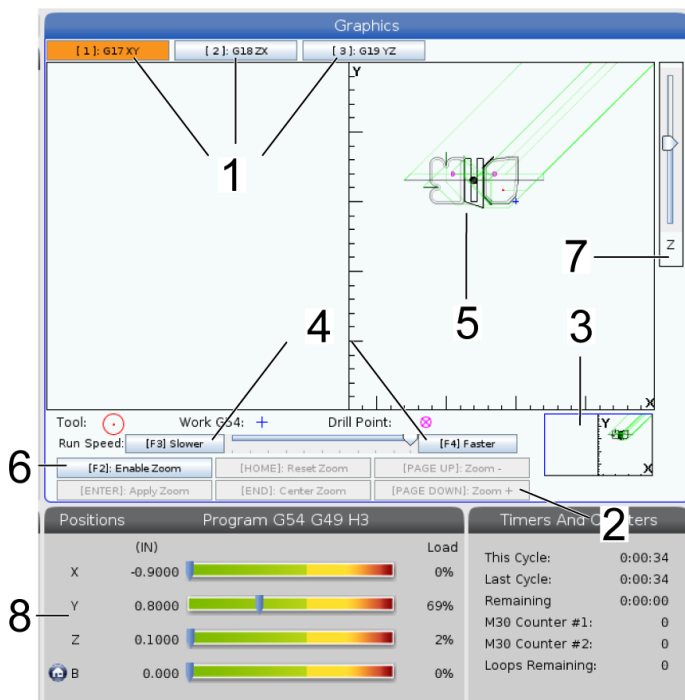 Graphics
[ 1 ]: G17 XY [ 2 ]: G18 ZX [ 3 ]: G19 YZ
Y
1
Z
7
5
4
3
X
Tool: Work G54: Drill Point:
Y
X
Run Speed: [F3] Slower [F4] Faster
6
[F2]: Enable Zoom [HOME]: Reset Zoom [PAGE UP]: Zoom -
[ENTER]: Apply Zoom [END]: Center Zoom [PAGE DOWN]: Zoom +
2
Positions Program G54 G49 H3
(IN) Load
X -0.9000 0%
Y 0.8000 69%
8
Z 0.1000 2%
B 0.000 0%
Timers And
This Cycle: 0:00:34
Last Cycle: 0:00:34
Remaining 0:00:00
M30 Counter #1: 0
M30 Counter #2: 0
Loops Remaining: 0